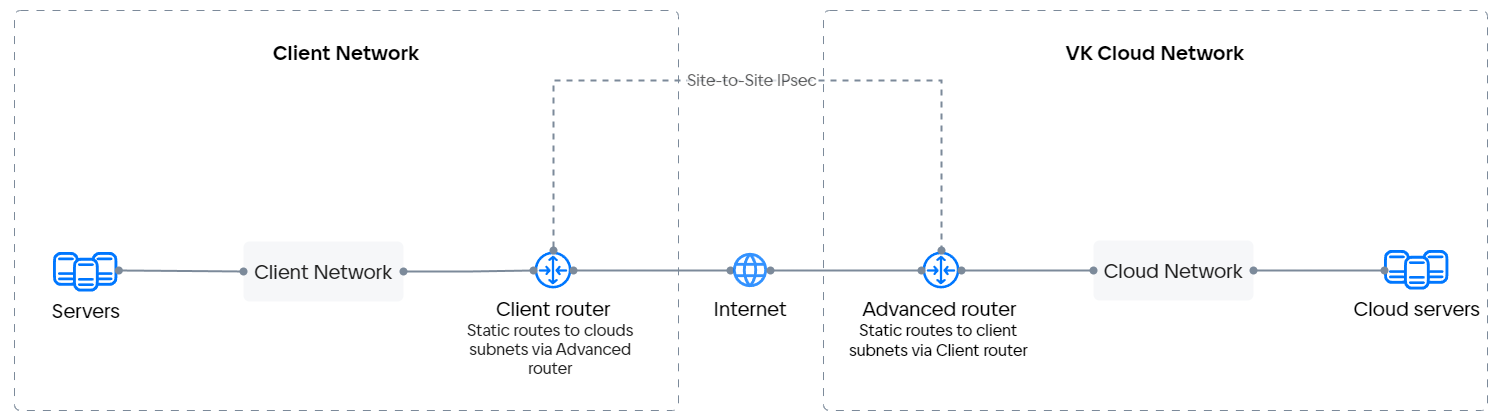 Client Network
VK Cloud Network
Site-to-Site IPsec
Client Network
Cloud Network
Servers
Client router
Static routes to clouds
subnets via Advanced
router
Internet
Advanced router
Static routes to client
subnets via Client router
Cloud servers